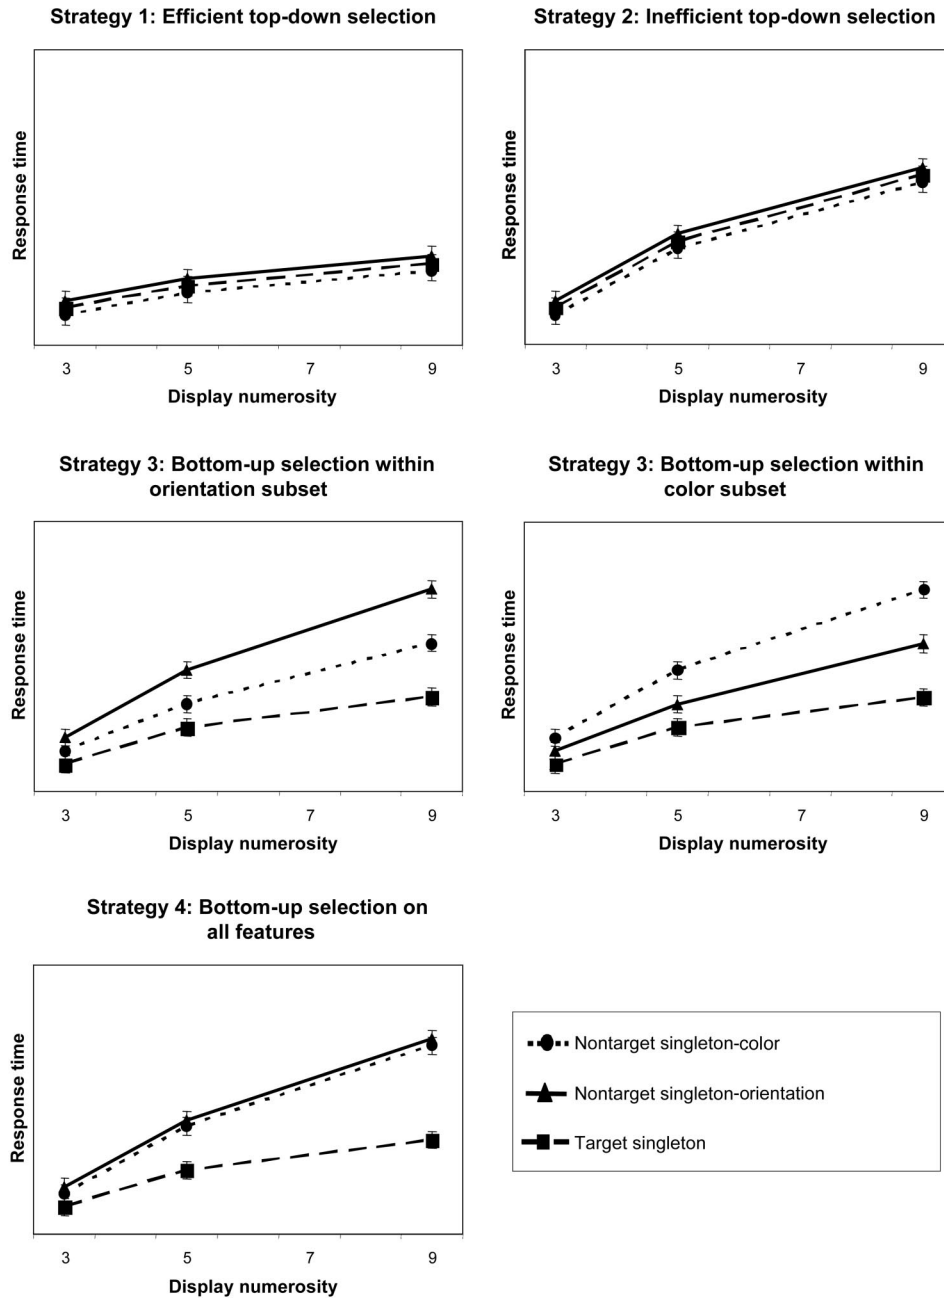 Strategy 1: Efficient top-down selection
Response time
3 5 7 9
Display numerosity
Strategy 2: Inefficient top-down selection
Response time
3 5 7 9
Display numerosity
Strategy 3: Bottom-up selection within
orientation subset
Response time
3 5 7 9
Display numerosity
Strategy 3: Bottom-up selection within
color subset
Response time
3 5 7 9
Display numerosity
Strategy 4: Bottom-up selection on
all features
Response time
3 5 7 9
Display numerosity
Nontarget singleton-color
Nontarget singleton-orientation
Target singleton